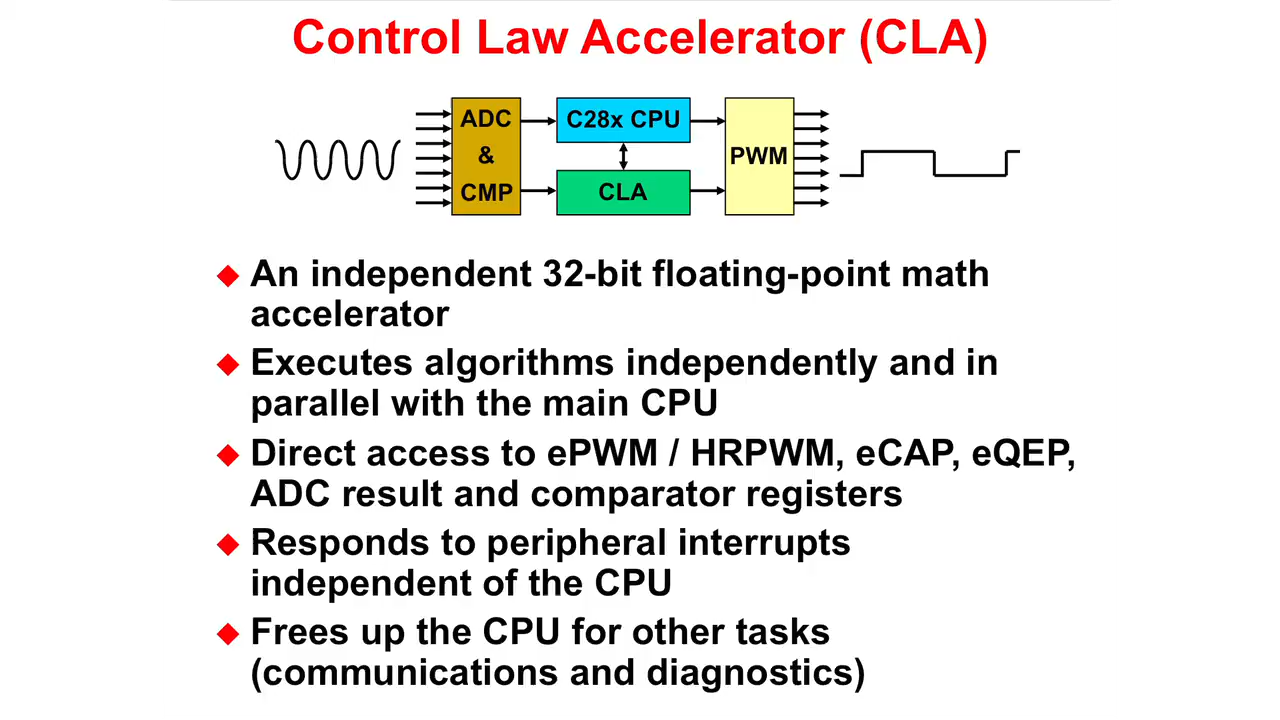 Control Law Accelerator (CLA)
ADC
&
CMP
C28x CPU
CLA
PWM
An independent 32-bit floating-point math
accelerator
Executes algorithms independently and in
parallel with the main CPU
Direct access to ePWM / HRPWM, eCAP, eQEP,
ADC result and comparator registers
Responds to peripheral interrupts
independent of the CPU
Frees up the CPU for other tasks
(communications and diagnostics)